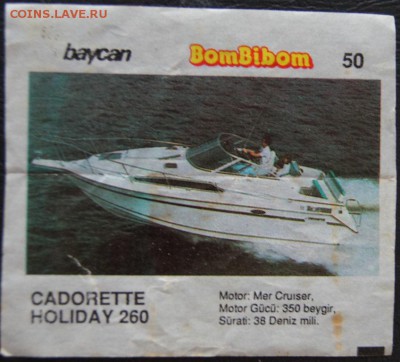 COINS.LAVE.RU
baycan BomBibom 50
CADORETTE
HOLIDAY 260
Motor: Mer Cruiser,
Motor Gücü: 350 beygir,
Sürati: 38 Deniz mili.